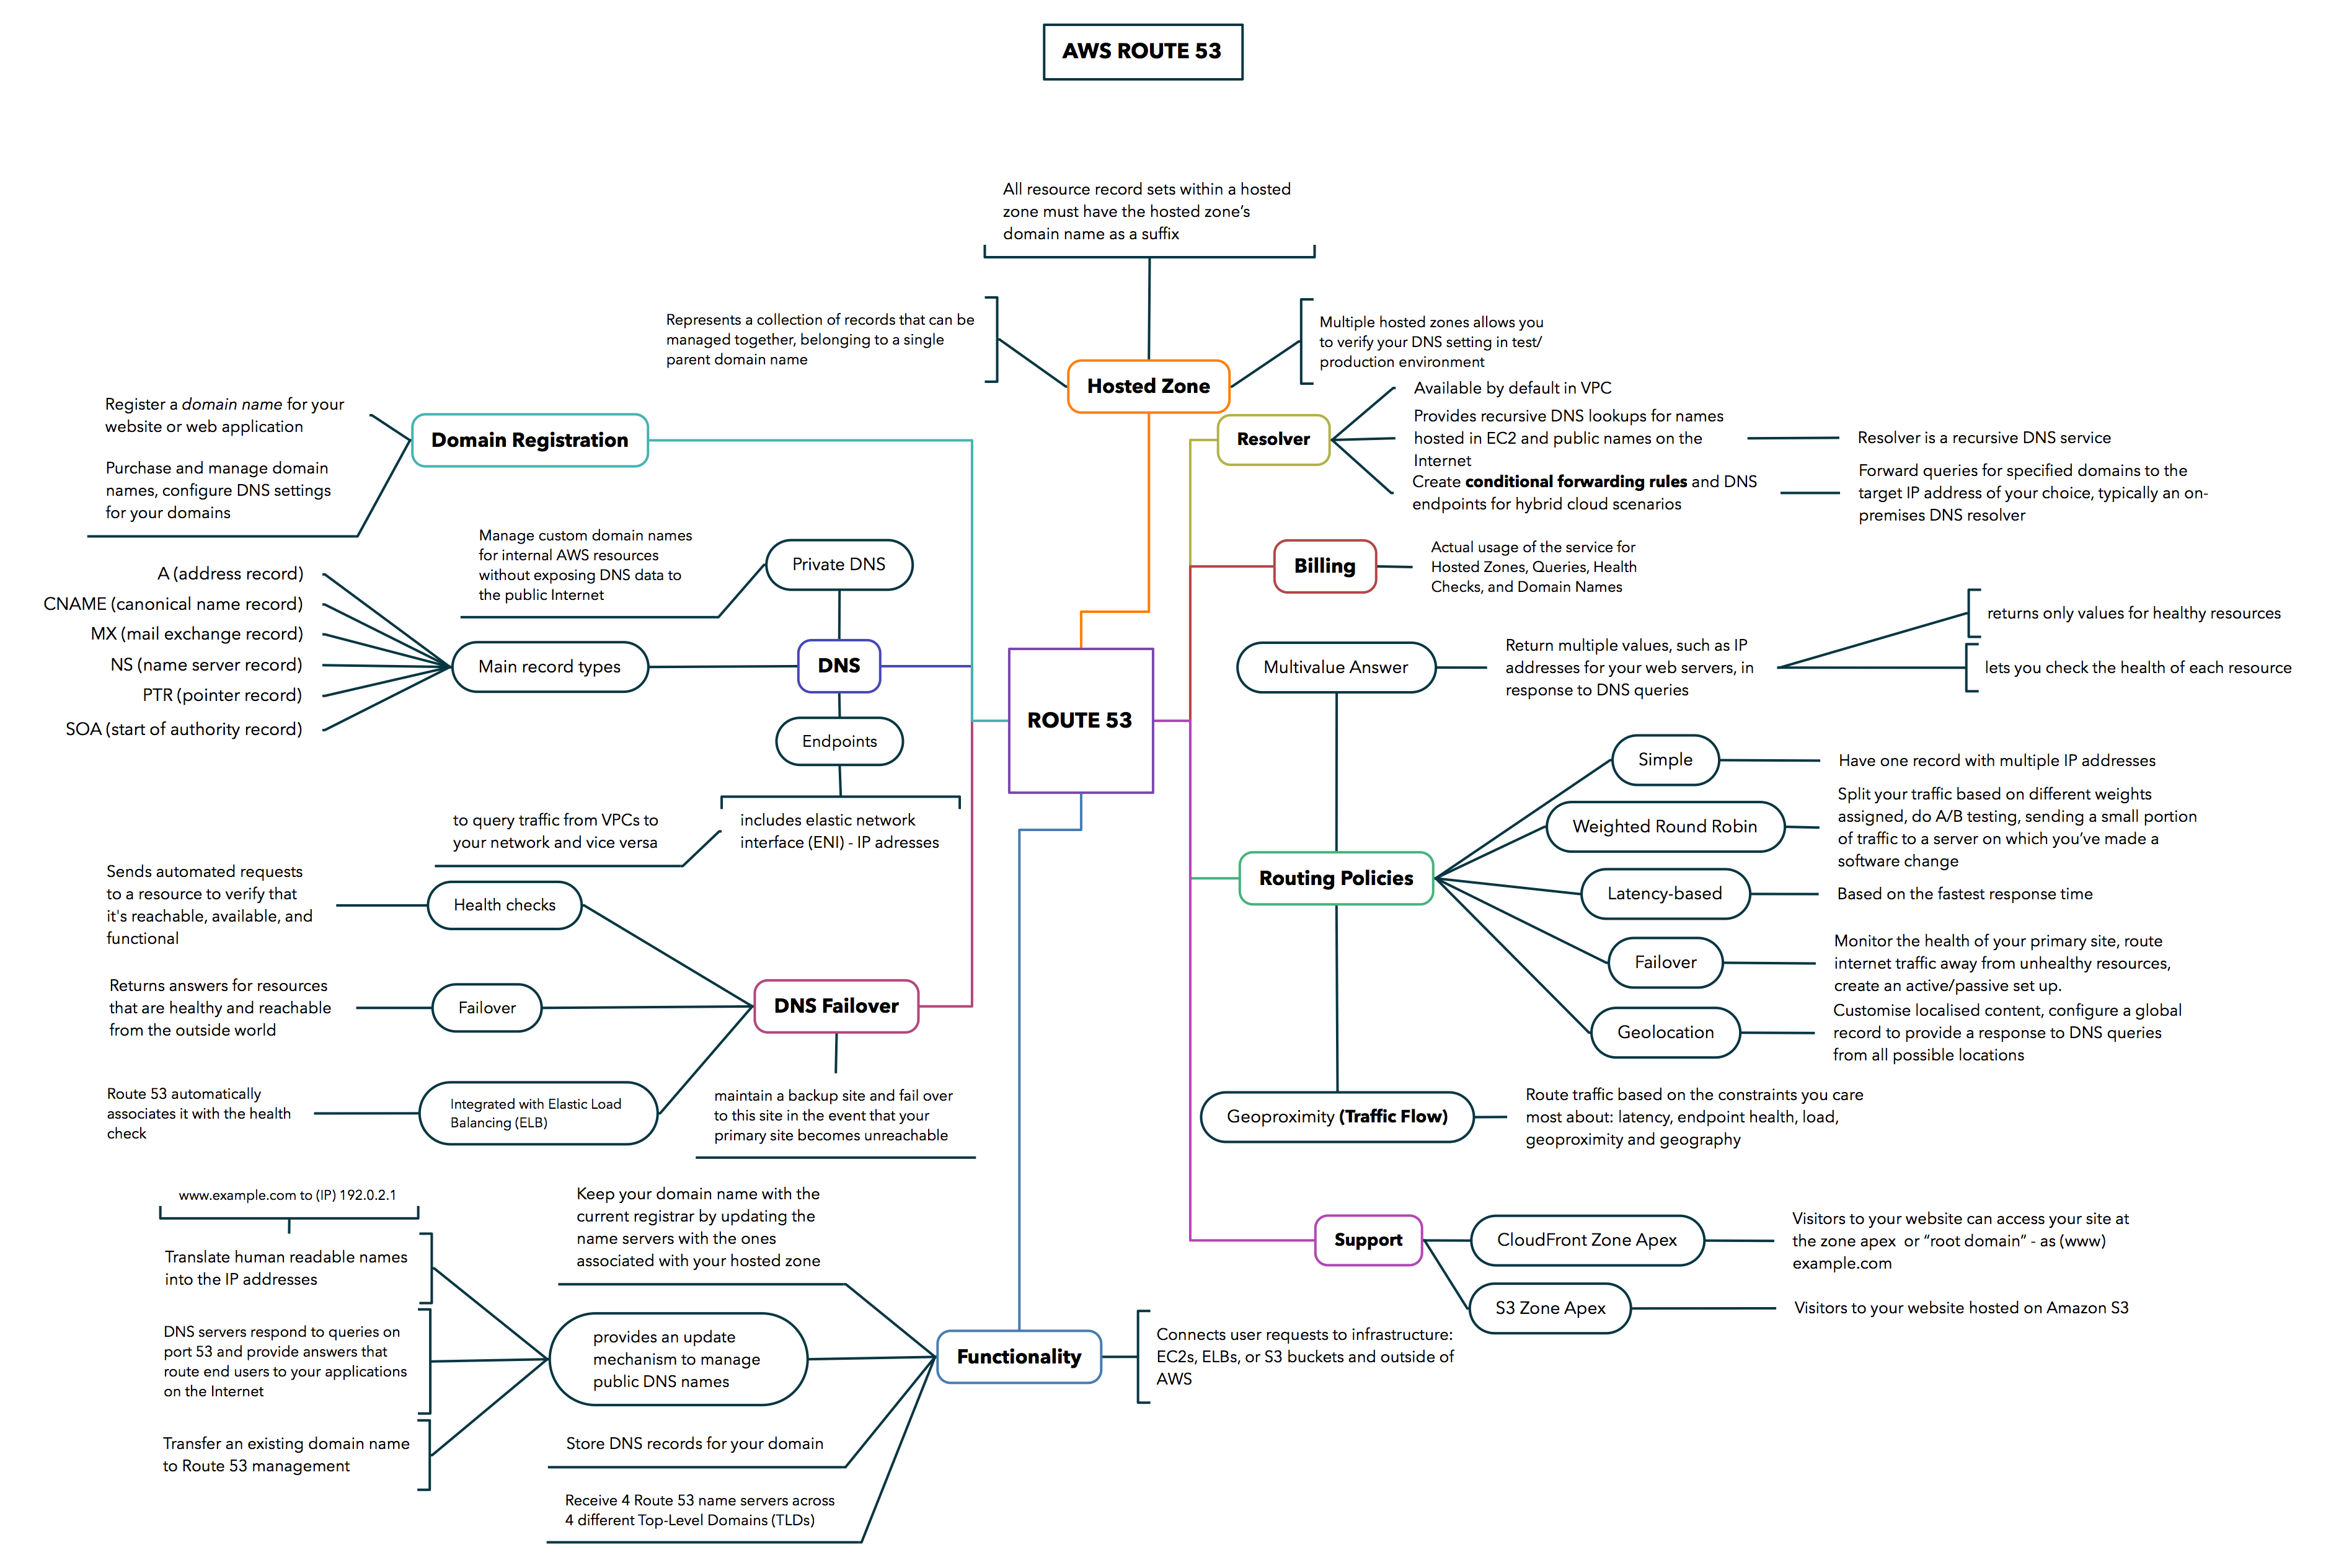 AWS ROUTE 53
All resource record sets within a hosted
zone must have the hosted zone’s
domain name as a suffix
Represents a collection of records that can be
managed together, belonging to a single
parent domain name
Multiple hosted zones allows you
to verify your DNS setting in test/
production environment
Hosted Zone
Register a domain name for your
website or web application
Purchase and manage domain
names, configure DNS settings
for your domains
Domain Registration
Resolver
Available by default in VPC
Provides recursive DNS lookups for names
hosted in EC2 and public names on the
Internet
Resolver is a recursive DNS service
Create conditional forwarding rules and DNS
endpoints for hybrid cloud scenarios
Forward queries for specified domains to the
target IP address of your choice, typically an on-
premises DNS resolver
Manage custom domain names
for internal AWS resources
without exposing DNS data to
the public Internet
Private DNS
Billing
Actual usage of the service for
Hosted Zones, Queries, Health
Checks, and Domain Names
A (address record)
CNAME (canonical name record)
MX (mail exchange record)
NS (name server record)
PTR (pointer record)
SOA (start of authority record)
Main record types
DNS
Endpoints
includes elastic network
interface (ENI) - IP adresses
to query traffic from VPCs to
your network and vice versa
ROUTE 53
Multivalue Answer
Return multiple values, such as IP
addresses for your web servers, in
response to DNS queries
returns only values for healthy resources
lets you check the health of each resource
Routing Policies
Simple
Have one record with multiple IP addresses
Weighted Round Robin
Split your traffic based on different weights
assigned, do A/B testing, sending a small portion
of traffic to a server on which you’ve made a
software change
Latency-based
Based on the fastest response time
Failover
Monitor the health of your primary site, route
internet traffic away from unhealthy resources,
create an active/passive set up.
Geolocation
Customise localised content, configure a global
record to provide a response to DNS queries
from all possible locations
Geoproximity (Traffic Flow)
Route traffic based on the constraints you care
most about: latency, endpoint health, load,
geoproximity and geography
Sends automated requests
to a resource to verify that
it's reachable, available, and
functional
Health checks
Returns answers for resources
that are healthy and reachable
from the outside world
Failover
DNS Failover
Route 53 automatically
associates it with the health
check
Integrated with Elastic Load
Balancing (ELB)
maintain a backup site and fail over
to this site in the event that your
primary site becomes unreachable
Support
CloudFront Zone Apex
Visitors to your website can access your site at
the zone apex  or “root domain” - as (www)
example.com
S3 Zone Apex
Visitors to your website hosted on Amazon S3
www.example.com to (IP) 192.0.2.1
Translate human readable names
into the IP addresses
DNS servers respond to queries on
port 53 and provide answers that
route end users to your applications
on the Internet
Transfer an existing domain name
to Route 53 management
Keep your domain name with the
current registrar by updating the
name servers with the ones
associated with your hosted zone
provides an update
mechanism to manage
public DNS names
Store DNS records for your domain
Receive 4 Route 53 name servers across
4 different Top-Level Domains (TLDs)
Functionality
Connects user requests to infrastructure:
EC2s, ELBs, or S3 buckets and outside of
AWS